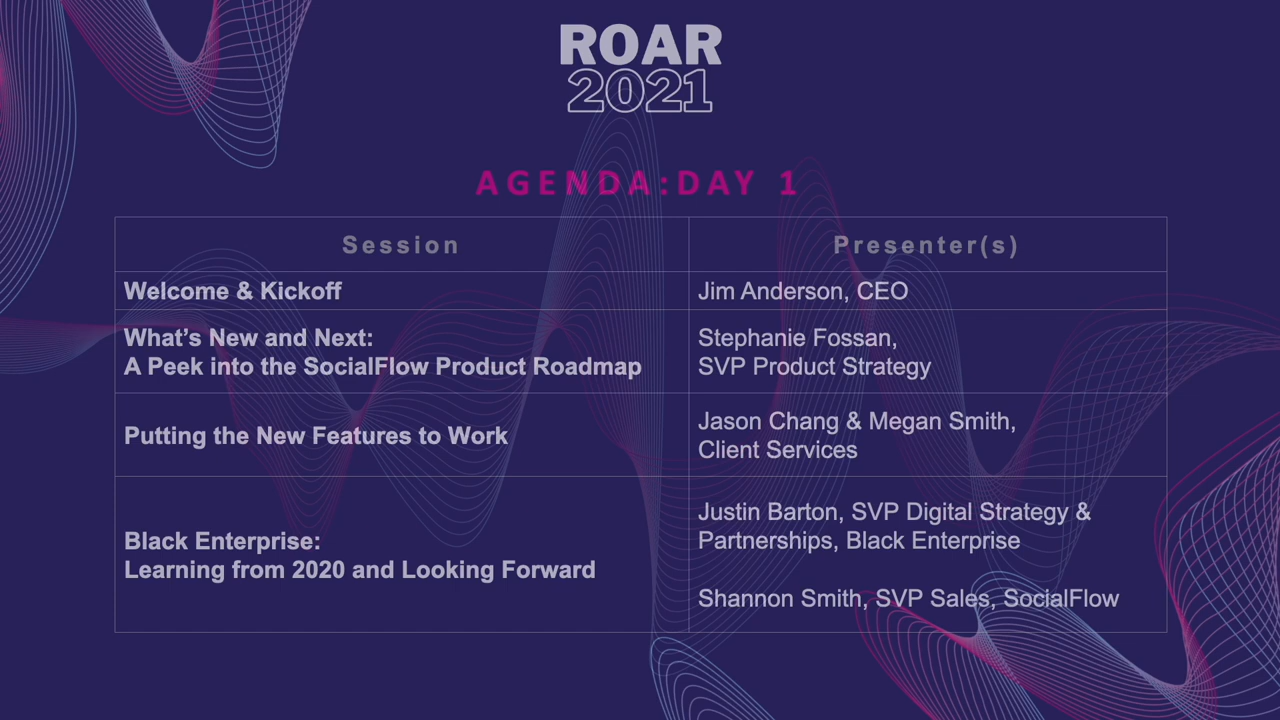 ROAR
2021
AGENDA:DAY 1
Session
Presenter(s)
Welcome & Kickoff
Jim Anderson, CEO
What’s New and Next:
A Peek into the SocialFlow Product Roadmap
Stephanie Fossan,
SVP Product Strategy
Putting the New Features to Work
Jason Chang & Megan Smith,
Client Services
Black Enterprise:
Learning from 2020 and Looking Forward
Justin Barton, SVP Digital Strategy &
Partnerships, Black Enterprise
Shannon Smith, SVP Sales, SocialFlow